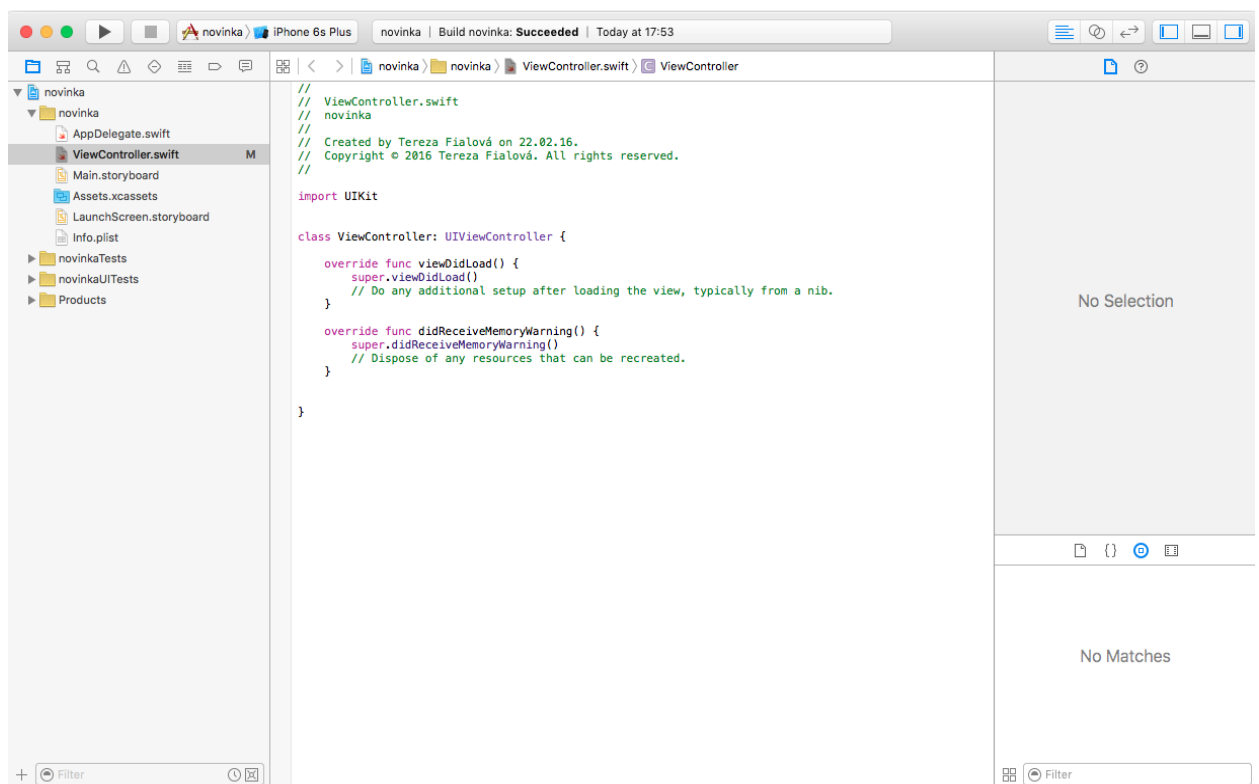 novinka 〉 iPhone 6s Plus
novinka | Build novinka: Succeeded | Today at 17:53
novinka 〉 novinka 〉 ViewController.swift 〉 C ViewController
novinka
novinka
AppDelegate.swift
ViewController.swift M
Main.storyboard
Assets.xcassets
LaunchScreen.storyboard
Info.plist
novinkaTests
novinkaUITests
Products
Filter
//
// ViewController.swift
// novinka
//
// Created by Tereza Fialová on 22.02.16.
// Copyright © 2016 Tereza Fialová. All rights reserved.
//
import UIKit
class ViewController: UIViewController {
override func viewDidLoad() {
super.viewDidLoad()
// Do any additional setup after loading the view, typically from a nib.
}
override func didReceiveMemoryWarning() {
super.didReceiveMemoryWarning()
// Dispose of any resources that can be recreated.
}
}
No Selection
{}
No Matches
Filter